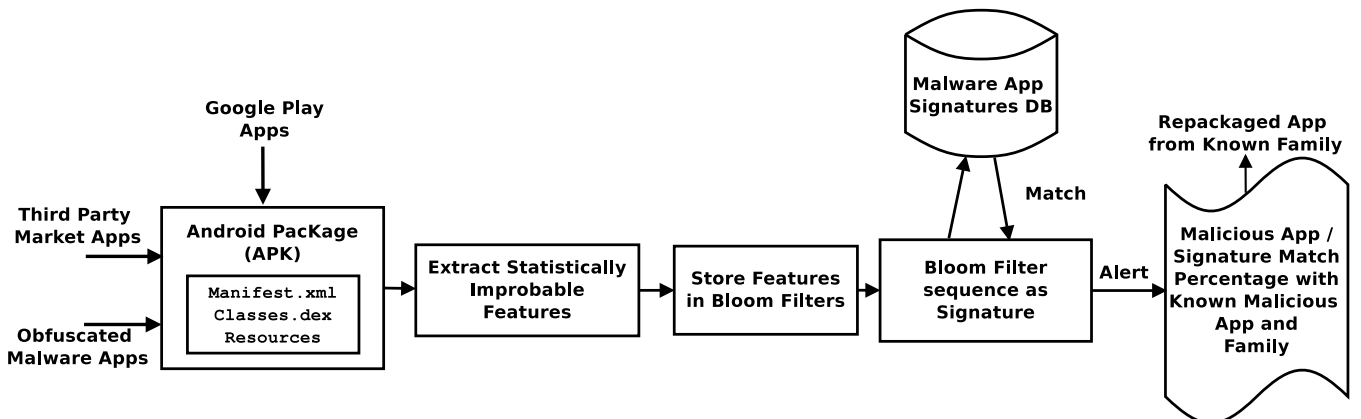 Google Play
Apps
Third Party
Market Apps
Obfuscated
Malware Apps
Android PacKage
(APK)
Manifest.xml
Classes.dex
Resources
Extract Statistically
Improbable
Features
Store Features
in Bloom Filters
Bloom Filter
sequence as
Signature
Malware App
Signatures DB
Match
Alert
Repackaged App
from Known Family
Malicious App /
Signature Match
Percentage with
Known Malicious
App and
Family